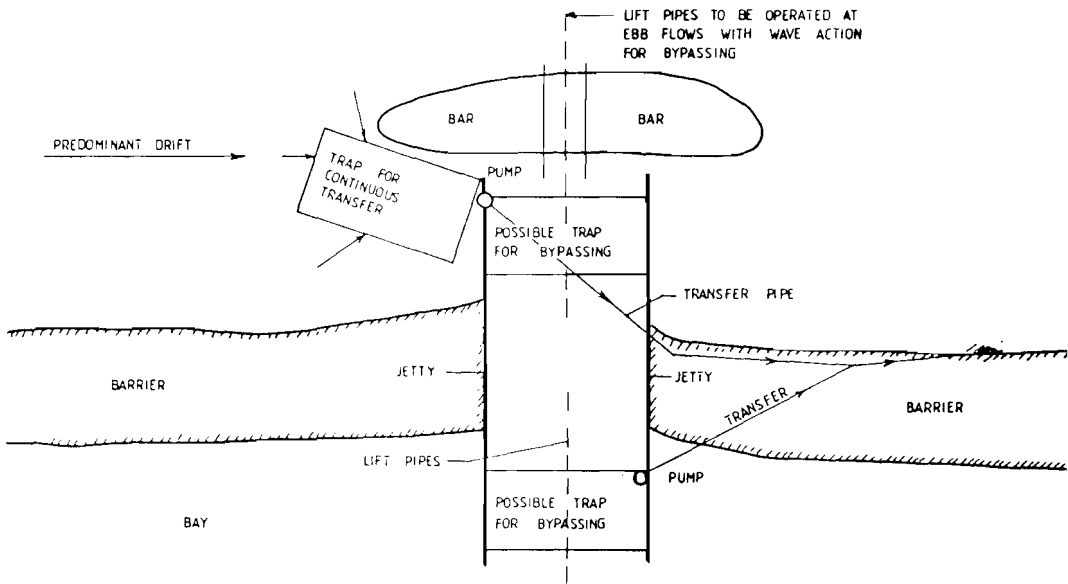 LIFT PIPES TO BE OPERATED AT
EBB FLOWS WITH WAVE ACTION
FOR BYPASSING
BAR
BAR
PREDOMINANT DRIFT
TRAP FOR
CONTINUOUS
TRANSFER
PUMP
POSSIBLE TRAP
FOR BYPASSING
TRANSFER PIPE
JETTY
JETTY
BARRIER
TRANSFER
BARRIER
LIFT PIPES
PUMP
POSSIBLE TRAP
FOR BYPASSING
BAY